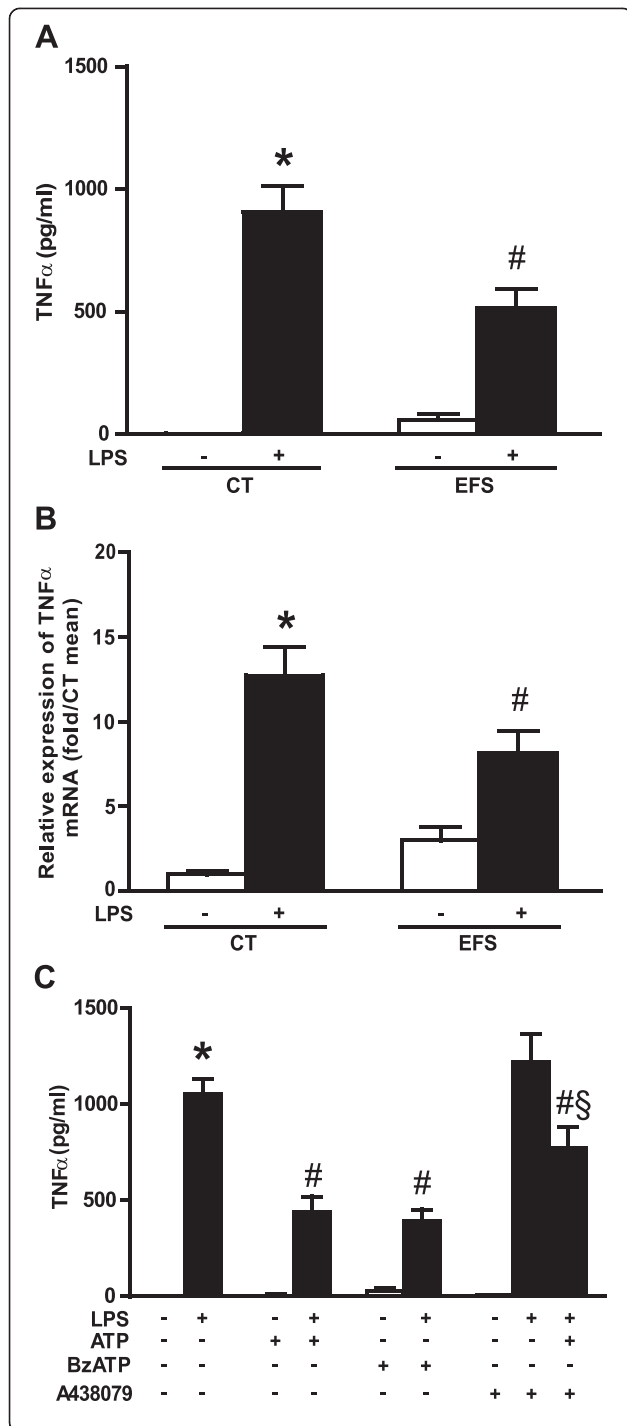 A
1500
1000
500
0
TNFα (pg/ml)
*
#
LPS - + - +
CT EFS
B
20
15
10
5
0
Relative expression of TNFα
mRNA (fold/CT mean)
*
#
LPS - + - +
CT EFS
C
1500
1000
500
0
TNFα (pg/ml)
*
#
#
#§
LPS - + - + - + - + +
ATP - - + + - - - - +
BzATP - - - - + + - - -
A438079 - - - - - - + + +